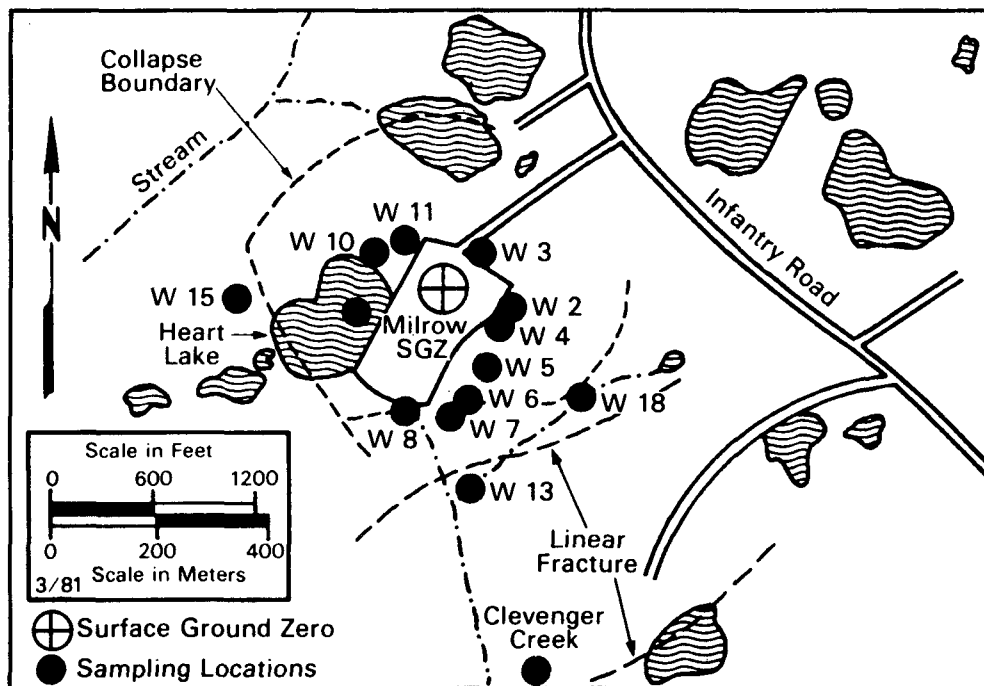 Collapse
Boundary
Stream
N
Infantry Road
W 11
W 10
W 3
W 15
W 2
Heart
Lake
Milrow
SGZ
W 4
W 5
W 6
W 18
W 8
W 7
W 13
Scale in Feet
0 600 1200
0 200 400
Scale in Meters
3/81
Linear
Fracture
Clevenger
Creek
Surface Ground Zero
Sampling Locations